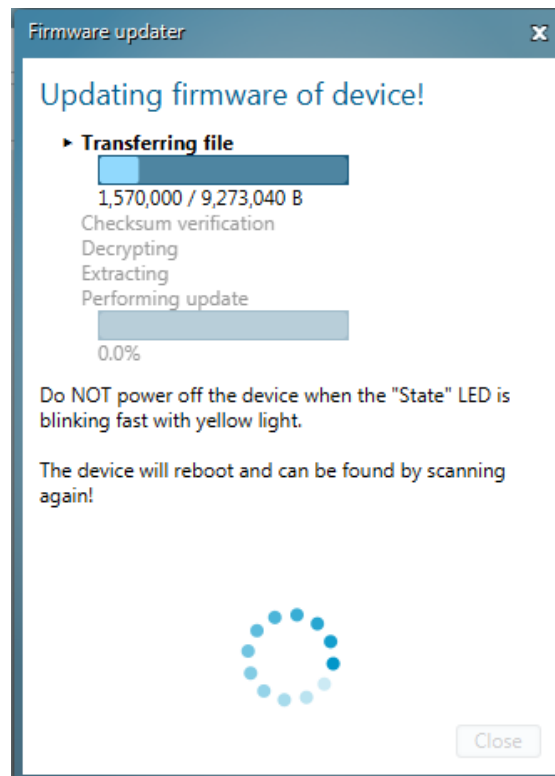 Firmware updater
Updating firmware of device!
Transferring file
1,570,000 / 9,273,040 B
Checksum verification
Decrypting
Extracting
Performing update
0.0%
Do NOT power off the device when the "State" LED is
blinking fast with yellow light.
The device will reboot and can be found by scanning
again!
Close